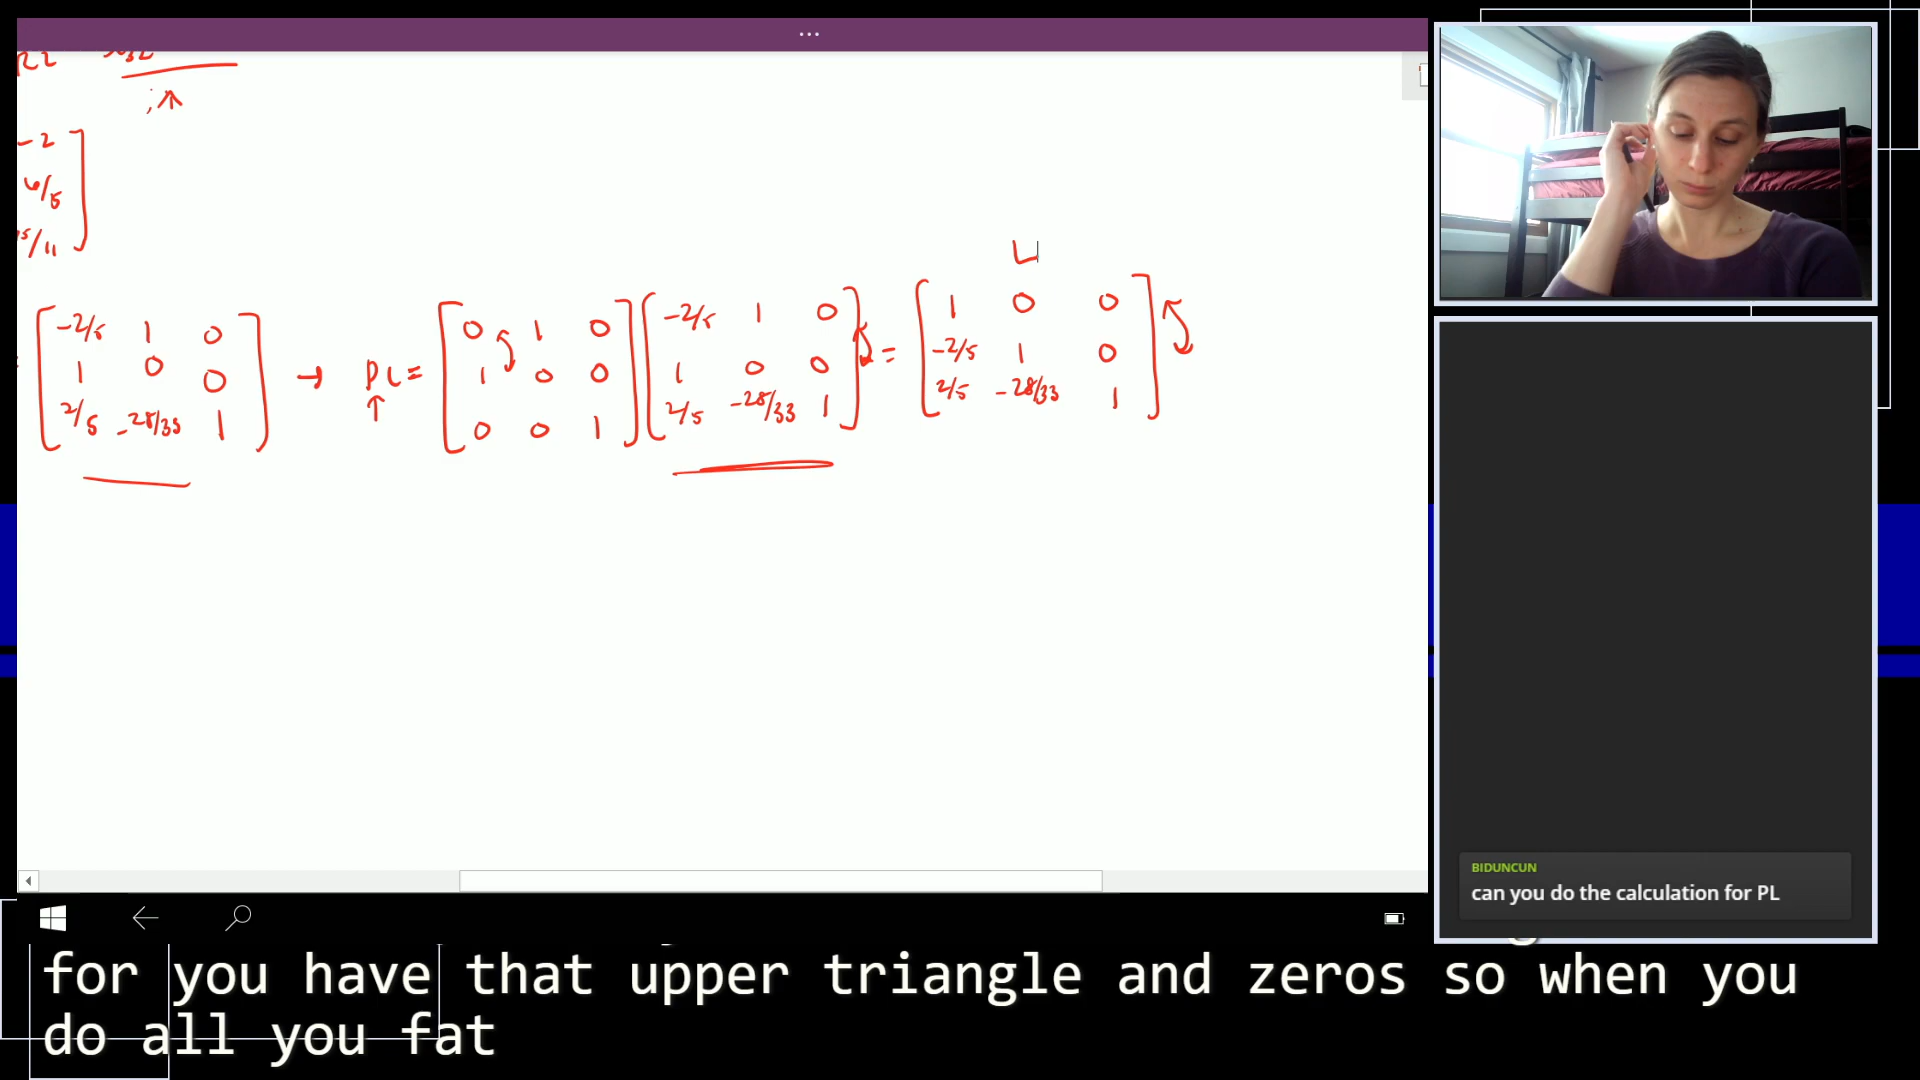 ...
R2
-2
6/5
/11
L
-2/5 1 0
1 0 0
2/5 -28/33 1
→ PL =
0 1 0
1 0 0
0 0 1
-2/5 1 0
1 0 0
2/5 -28/33 1
=
1 0 0
-2/5 1 0
2/5 -28/33 1
BIDUNCUN
can you do the calculation for PL
for you have that upper triangle and zeros so when you
do all you fat